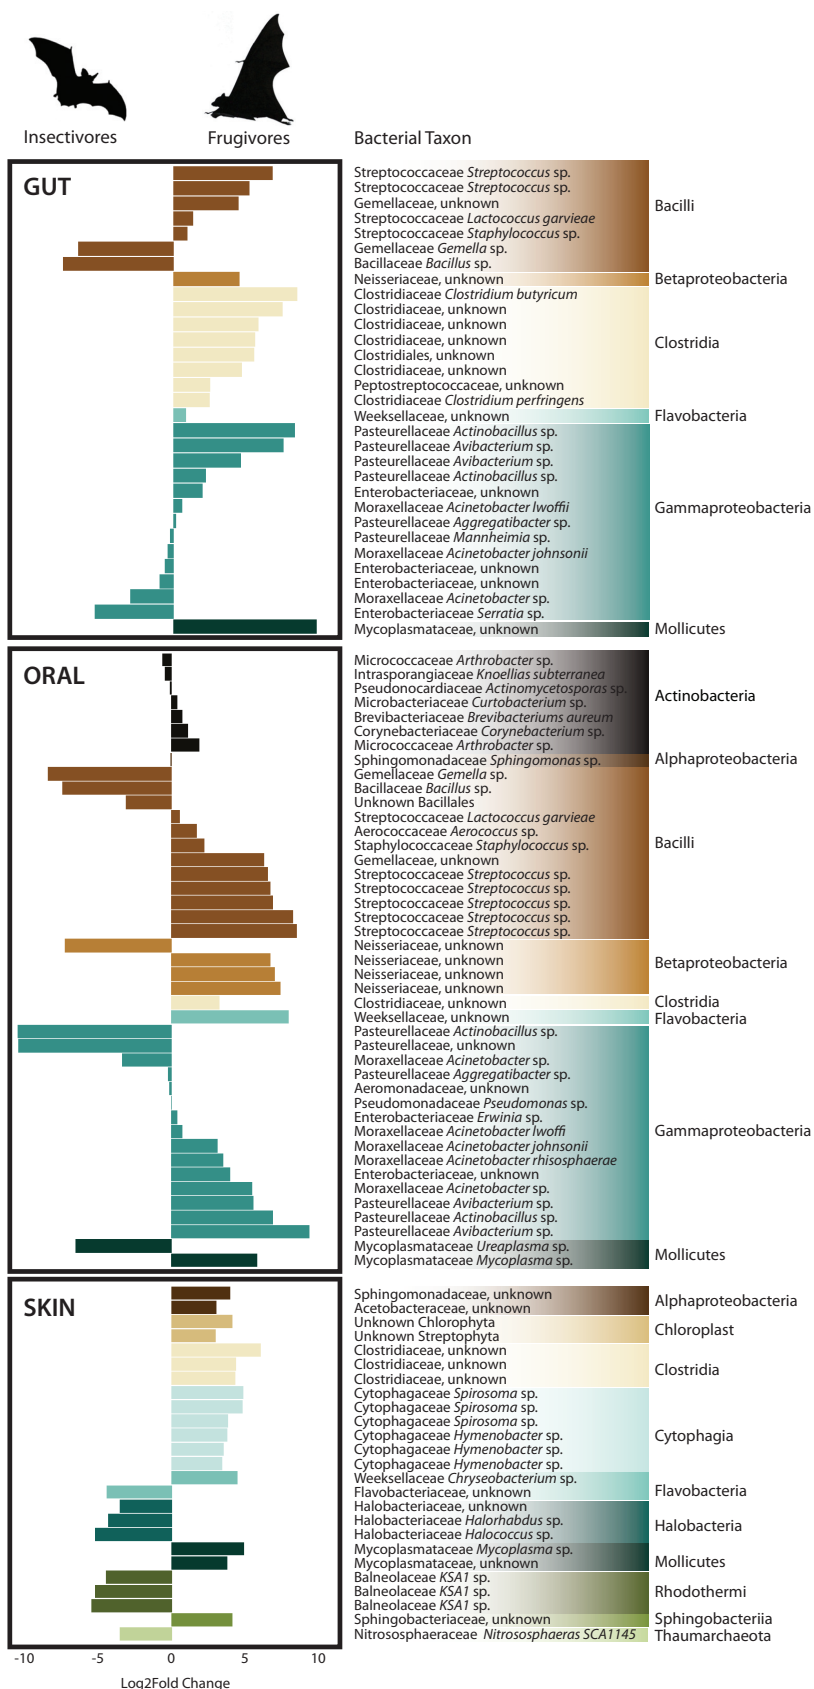 Insectivores Frugivores Bacterial Taxon
GUT
Streptococcaceae Streptococcus sp.
Streptococcaceae Streptococcus sp.
Gemellaceae, unknown
Streptococcaceae Lactococcus garvieae
Streptococcaceae Staphylococcus sp.
Gemellaceae Gemella sp.
Bacillaceae Bacillus sp.
Bacilli
Neisseriaceae, unknown
Betaproteobacteria
Clostridiaceae Clostridium butyricum
Clostridiaceae, unknown
Clostridiaceae, unknown
Clostridiaceae, unknown
Clostridiales, unknown
Clostridiaceae, unknown
Peptostreptococcaceae, unknown
Clostridiaceae Clostridium perfringens
Clostridia
Weeksellaceae, unknown
Flavobacteria
Pasteurellaceae Actinobacillus sp.
Pasteurellaceae Avibacterium sp.
Pasteurellaceae Avibacterium sp.
Pasteurellaceae Actinobacillus sp.
Enterobacteriaceae, unknown
Moraxellaceae Acinetobacter lwoffii
Pasteurellaceae Aggregatibacter sp.
Pasteurellaceae Mannheimia sp.
Moraxellaceae Acinetobacter johnsonii
Enterobacteriaceae, unknown
Enterobacteriaceae, unknown
Moraxellaceae Acinetobacter sp.
Enterobacteriaceae Serratia sp.
Gammaproteobacteria
Mycoplasmataceae, unknown
Mollicutes
ORAL
Micrococcaceae Arthrobacter sp.
Intrasporangiaceae Knoellias subterranea
Pseudonocardiaceae Actinomycetosporas sp.
Microbacteriaceae Curtobacterium sp.
Brevibacteriaceae Brevibacteriums aureum
Corynebacteriaceae Corynebacterium sp.
Micrococcaceae Arthrobacter sp.
Actinobacteria
Sphingomonadaceae Sphingomonas sp.
Alphaproteobacteria
Gemellaceae Gemella sp.
Bacillaceae Bacillus sp.
Unknown Bacillales
Streptococcaceae Lactococcus garvieae
Aerococcaceae Aerococcus sp.
Staphylococcaceae Staphylococcus sp.
Gemellaceae, unknown
Streptococcaceae Streptococcus sp.
Streptococcaceae Streptococcus sp.
Streptococcaceae Streptococcus sp.
Streptococcaceae Streptococcus sp.
Streptococcaceae Streptococcus sp.
Bacilli
Neisseriaceae, unknown
Neisseriaceae, unknown
Neisseriaceae, unknown
Neisseriaceae, unknown
Betaproteobacteria
Clostridiaceae, unknown
Clostridia
Weeksellaceae, unknown
Flavobacteria
Pasteurellaceae Actinobacillus sp.
Pasteurellaceae, unknown
Moraxellaceae Acinetobacter sp.
Pasteurellaceae Aggregatibacter sp.
Aeromonadaceae, unknown
Pseudomonadaceae Pseudomonas sp.
Enterobacteriaceae Erwinia sp.
Moraxellaceae Acinetobacter lwoffi
Moraxellaceae Acinetobacter johnsonii
Moraxellaceae Acinetobacter rhisosphaerae
Enterobacteriaceae, unknown
Moraxellaceae Acinetobacter sp.
Pasteurellaceae Avibacterium sp.
Pasteurellaceae Actinobacillus sp.
Pasteurellaceae Avibacterium sp.
Gammaproteobacteria
Mycoplasmataceae Ureaplasma sp.
Mycoplasmataceae Mycoplasma sp.
Mollicutes
SKIN
Sphingomonadaceae, unknown
Acetobacteraceae, unknown
Alphaproteobacteria
Unknown Chlorophyta
Unknown Streptophyta
Chloroplast
Clostridiaceae, unknown
Clostridiaceae, unknown
Clostridiaceae, unknown
Clostridia
Cytophagaceae Spirosoma sp.
Cytophagaceae Spirosoma sp.
Cytophagaceae Spirosoma sp.
Cytophagaceae Hymenobacter sp.
Cytophagaceae Hymenobacter sp.
Cytophagaceae Hymenobacter sp.
Cytophagia
Weeksellaceae Chryseobacterium sp.
Flavobacteriaceae, unknown
Flavobacteria
Halobacteriaceae, unknown
Halobacteriaceae Halorhabdus sp.
Halobacteriaceae Halococcus sp.
Halobacteria
Mycoplasmataceae Mycoplasma sp.
Mycoplasmataceae, unknown
Mollicutes
Balneolaceae KSA1 sp.
Balneolaceae KSA1 sp.
Balneolaceae KSA1 sp.
Rhodothermi
Sphingobacteriaceae, unknown
Sphingobacteriia
Nitrososphaeraceae Nitrososphaeras SCA1145
Thaumarchaeota
-10 -5 0 5 10
Log2Fold Change